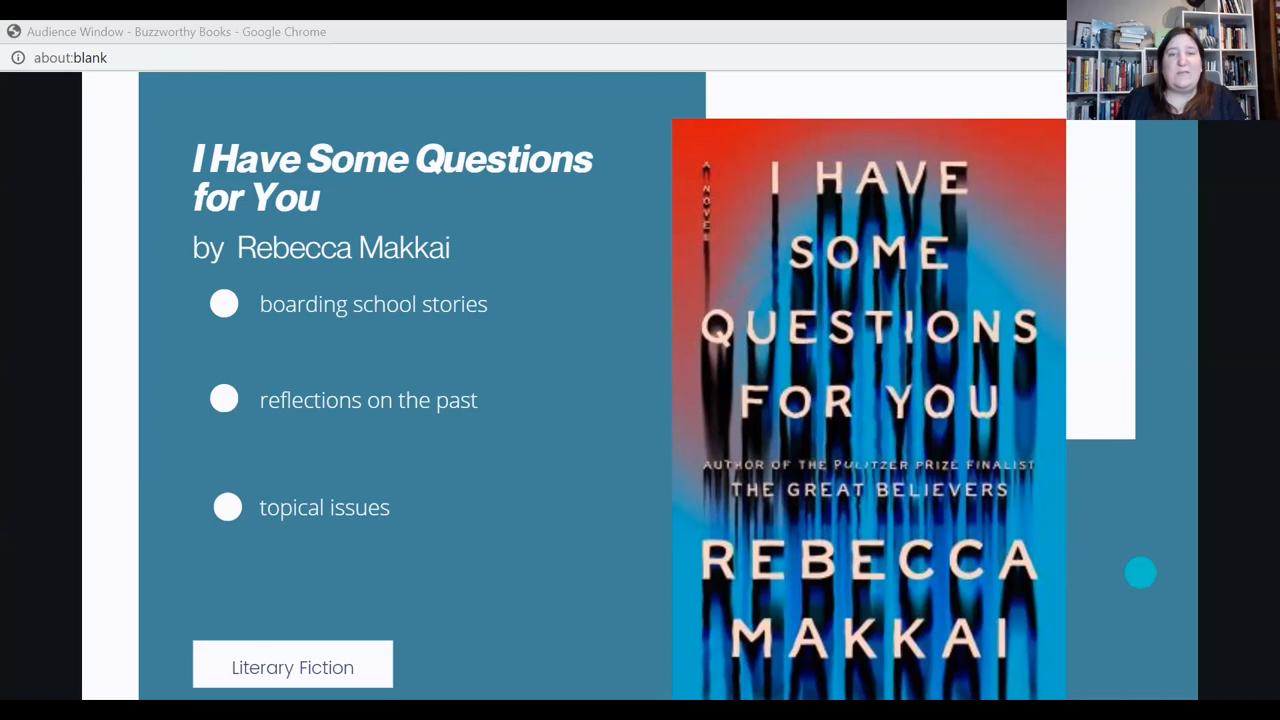 Audience Window - Buzzworthy Books - Google Chrome
about:blank
I Have Some Questions
for You
by Rebecca Makkai
boarding school stories
reflections on the past
topical issues
Literary Fiction
A NOVEL
I HAVE
SOME
QUESTIONS
FOR YOU
AUTHOR OF THE PULITZER PRIZE FINALIST
THE GREAT BELIEVERS
REBECCA
MAKKAI